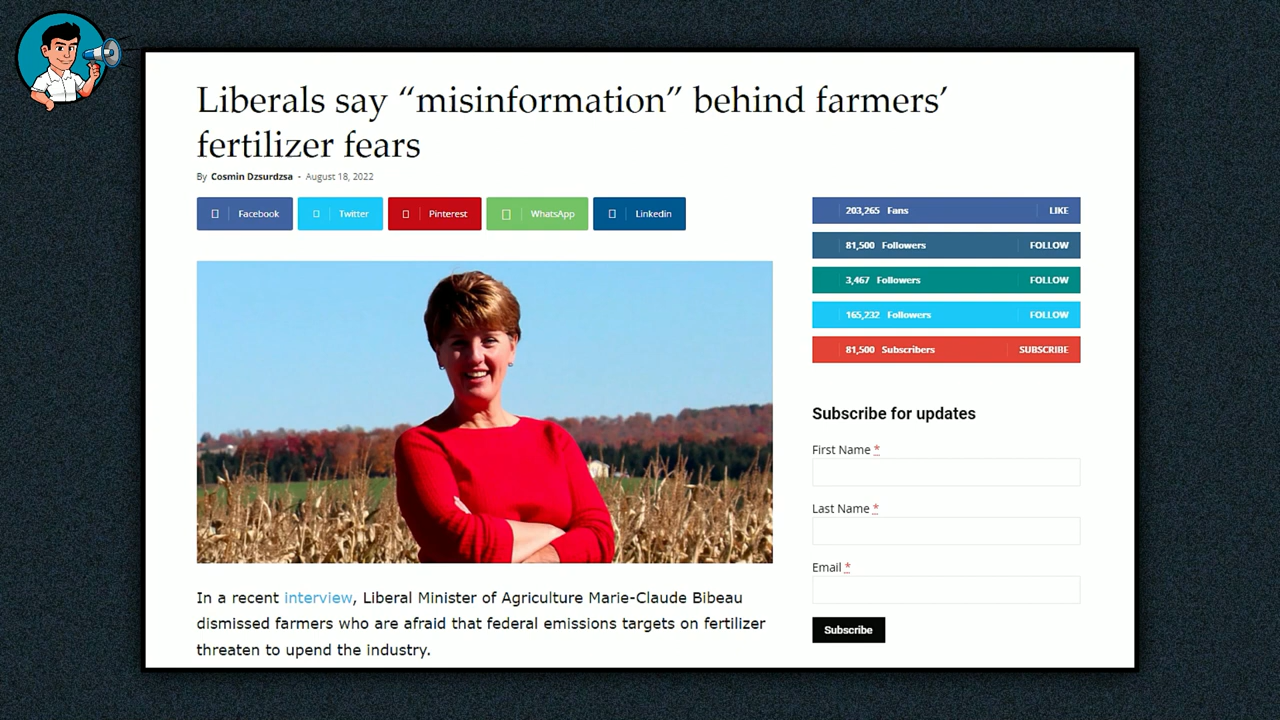 Liberals say “misinformation” behind farmers’
fertilizer fears
By Cosmin Dzsurdzsa - August 18, 2022
Facebook
Twitter
Pinterest
WhatsApp
Linkedin
203,265 Fans LIKE
81,500 Followers FOLLOW
3,467 Followers FOLLOW
165,232 Followers FOLLOW
81,500 Subscribers SUBSCRIBE
Subscribe for updates
First Name *
Last Name *
Email *
Subscribe
In a recent interview, Liberal Minister of Agriculture Marie-Claude Bibeau
dismissed farmers who are afraid that federal emissions targets on fertilizer
threaten to upend the industry.